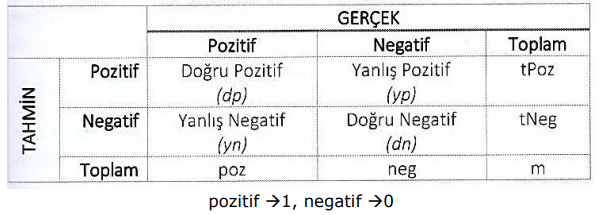 GERÇEK
Pozitif Negatif Toplam
TAHMİN
Pozitif Doğru Pozitif Yanlış Pozitif tPoz
(dp) (yp)
Negatif Yanlış Negatif Doğru Negatif tNeg
(yn) (dn)
Toplam poz neg m
pozitif →1, negatif →0